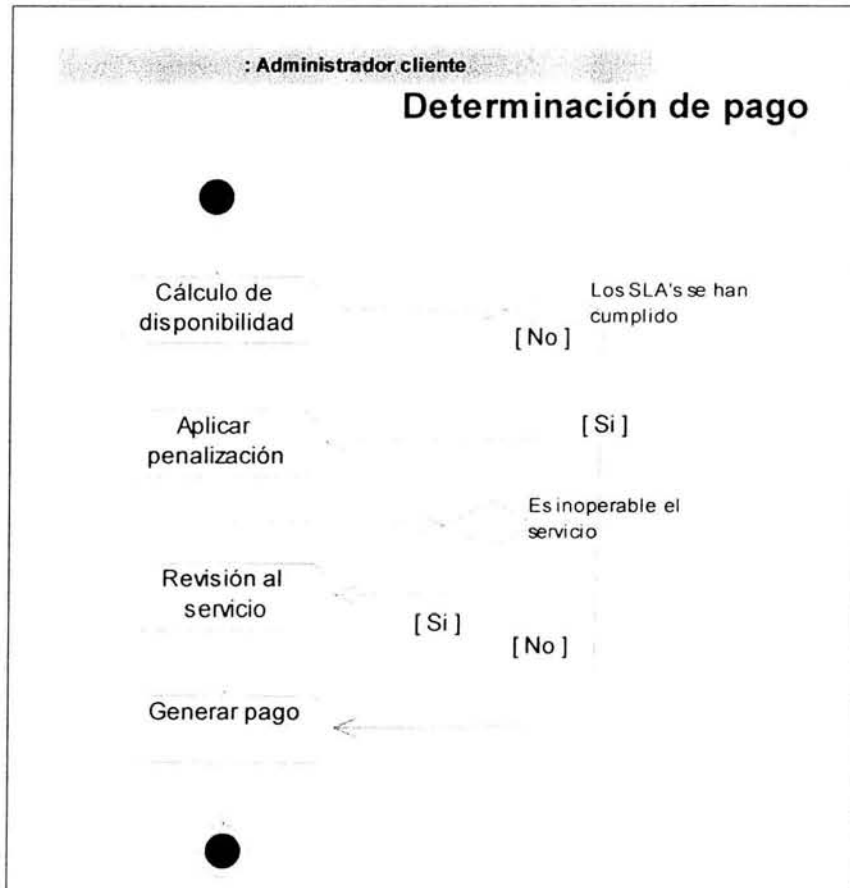 : Administrador cliente
Determinación de pago
Cálculo de
disponibilidad
Los SLA's se han
cumplido
[ No ]
Aplicar
penalización
[ Si ]
Es inoperable el
servicio
Revisión al
servicio
[ Si ]
[ No ]
Generar pago